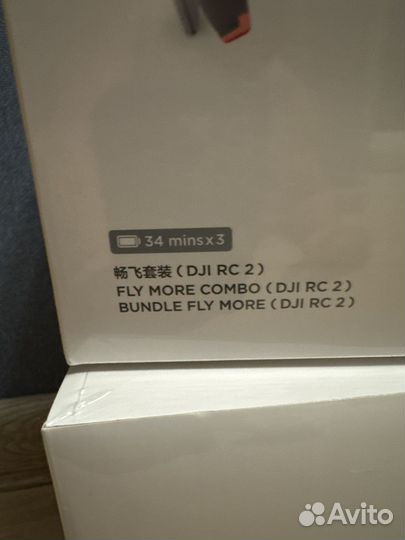 34 mins x 3
畅飞套装 (DJI RC 2)
FLY MORE COMBO (DJI RC 2)
BUNDLE FLY MORE (DJI RC 2)
Avito